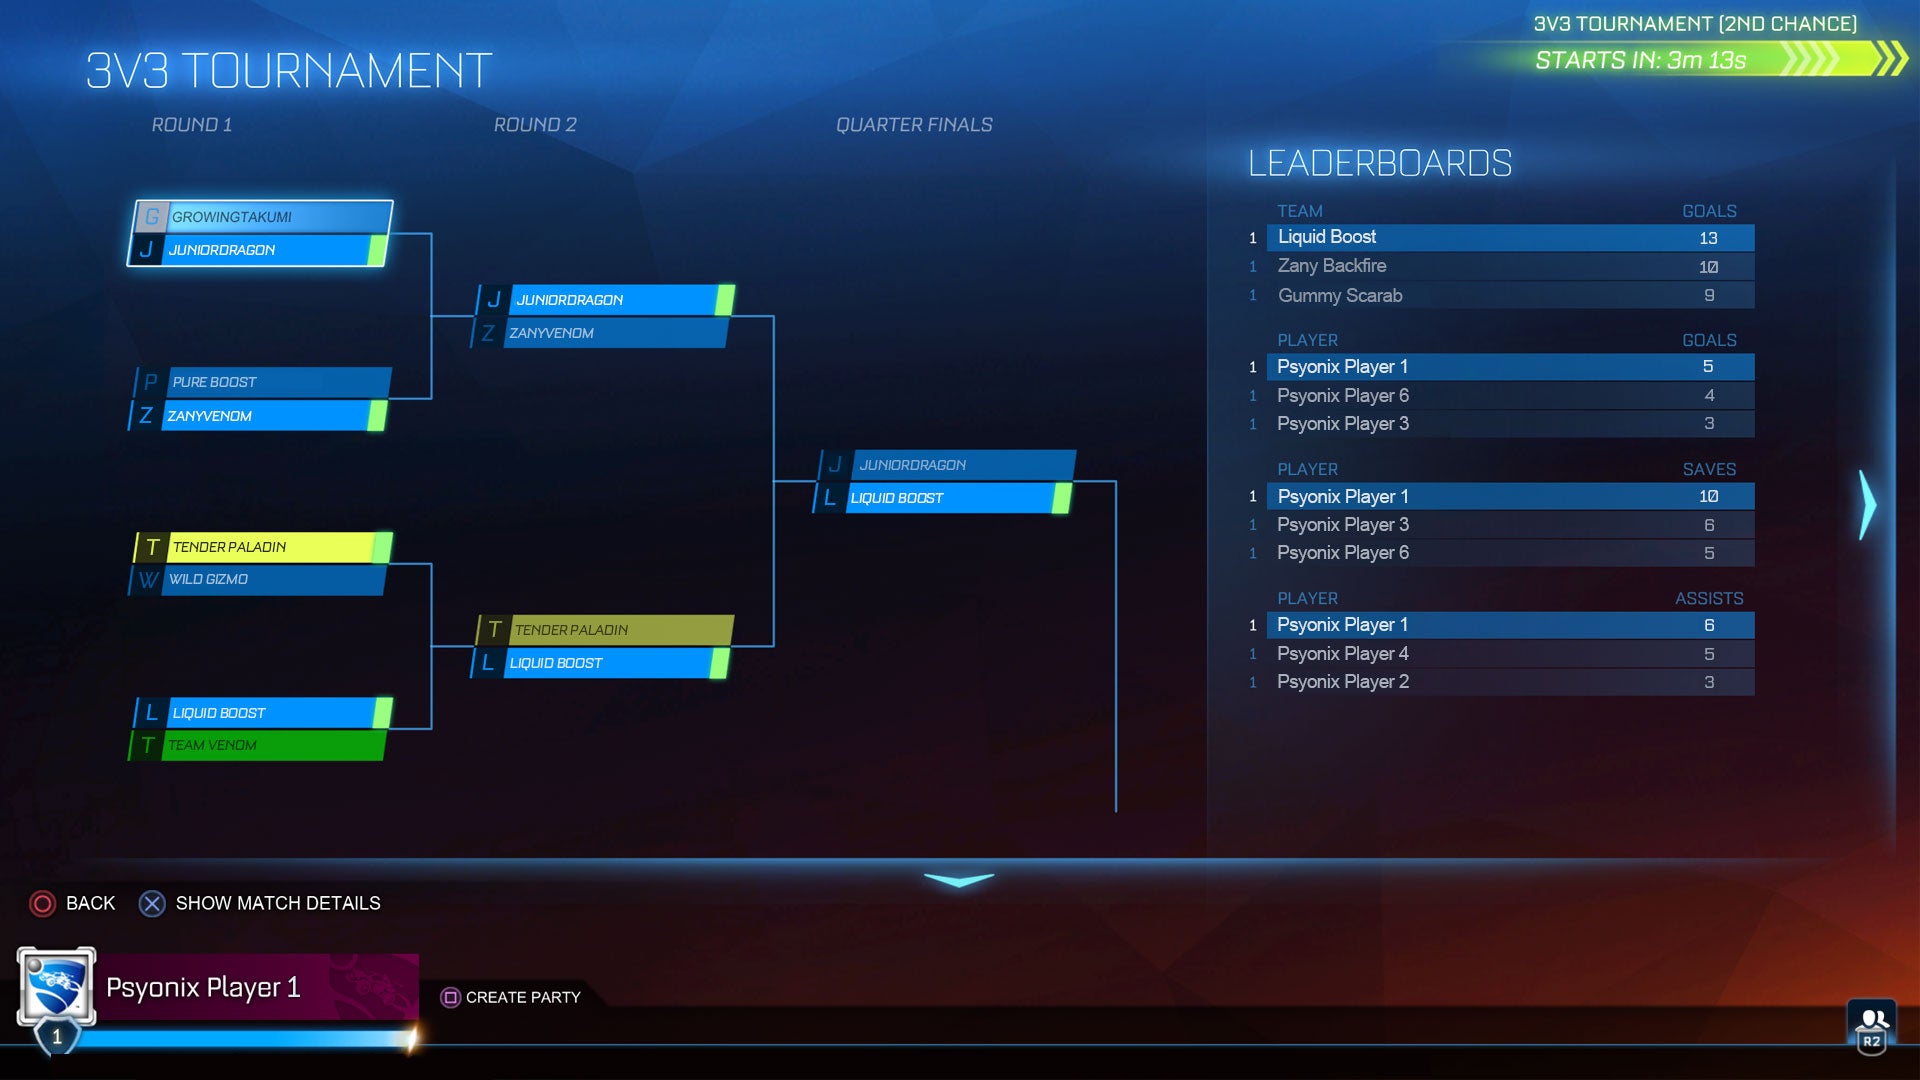 3V3 TOURNAMENT (2ND CHANCE)
STARTS IN: 3m 13s
3V3 TOURNAMENT
ROUND 1
ROUND 2
QUARTER FINALS
G GROWINGTAKUMI
J JUNIORDRAGON
P PURE BOOST
Z ZANYVENOM
T TENDER PALADIN
W WILD GIZMO
L LIQUID BOOST
T TEAM VENOM
J JUNIORDRAGON
Z ZANYVENOM
T TENDER PALADIN
L LIQUID BOOST
J JUNIORDRAGON
L LIQUID BOOST
LEADERBOARDS
TEAM GOALS
1 Liquid Boost 13
1 Zany Backfire 10
1 Gummy Scarab 9
PLAYER GOALS
1 Psyonix Player 1 5
1 Psyonix Player 6 4
1 Psyonix Player 3 3
PLAYER SAVES
1 Psyonix Player 1 10
1 Psyonix Player 3 6
1 Psyonix Player 6 5
PLAYER ASSISTS
1 Psyonix Player 1 6
1 Psyonix Player 4 5
1 Psyonix Player 2 3
BACK
SHOW MATCH DETAILS
Psyonix Player 1
1
CREATE PARTY
R2